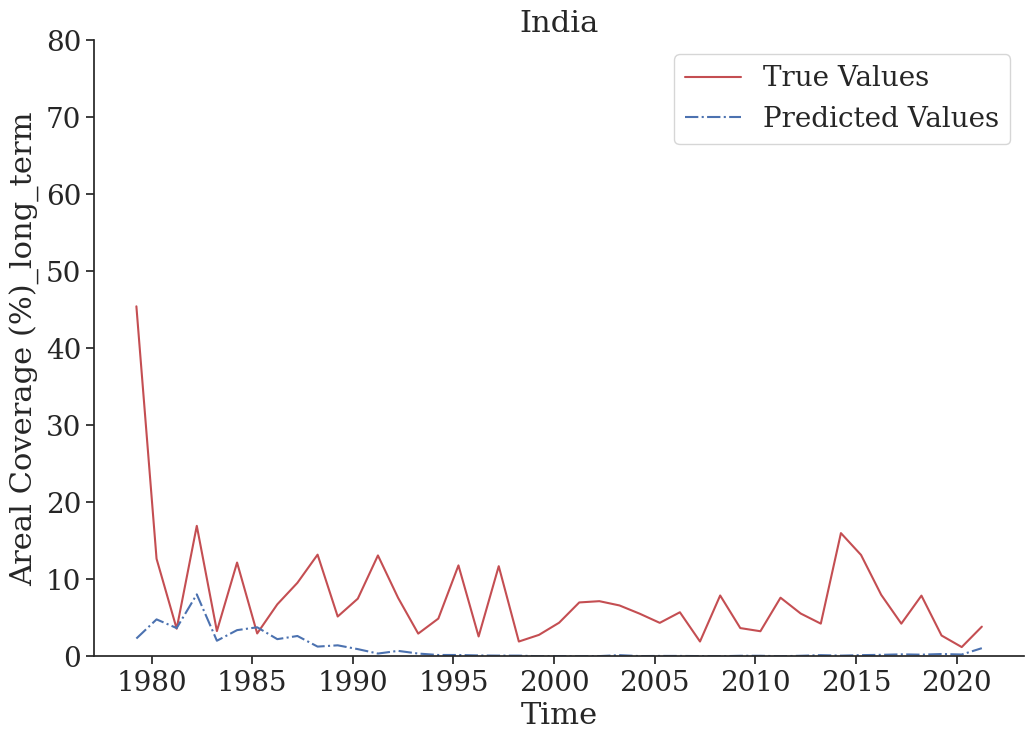 India
Areal Coverage (%)_long_term
80
70
60
50
40
30
20
10
0
True Values
Predicted Values
1980 1985 1990 1995 2000 2005 2010 2015 2020
Time